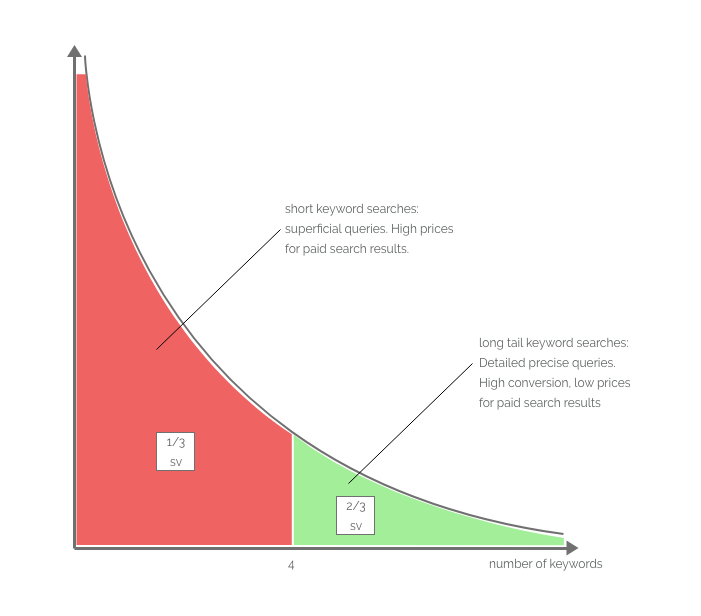 short keyword searches:
superficial queries. High prices
for paid search results.
long tail keyword searches:
Detailed precise queries.
High conversion, low prices
for paid search results
1/3
sv
2/3
sv
4
number of keywords